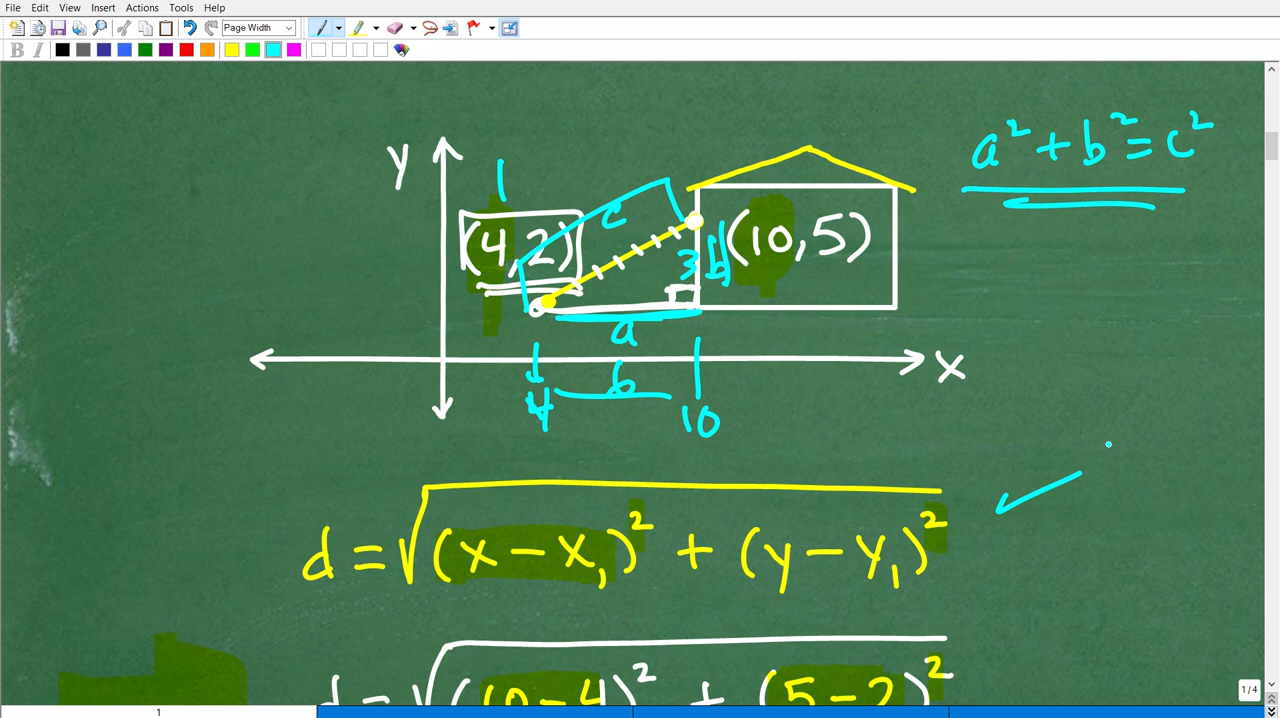 File Edit View Insert Actions Tools Help
Page Width
B I
y
a² + b² = c²
c
(4,2)
3 b
(10,5)
a
6
x
4
10
d = √(x - x₁)² + (y - y₁)²
d = √(10 - 4)² + (5 - 2)²
1/4
1